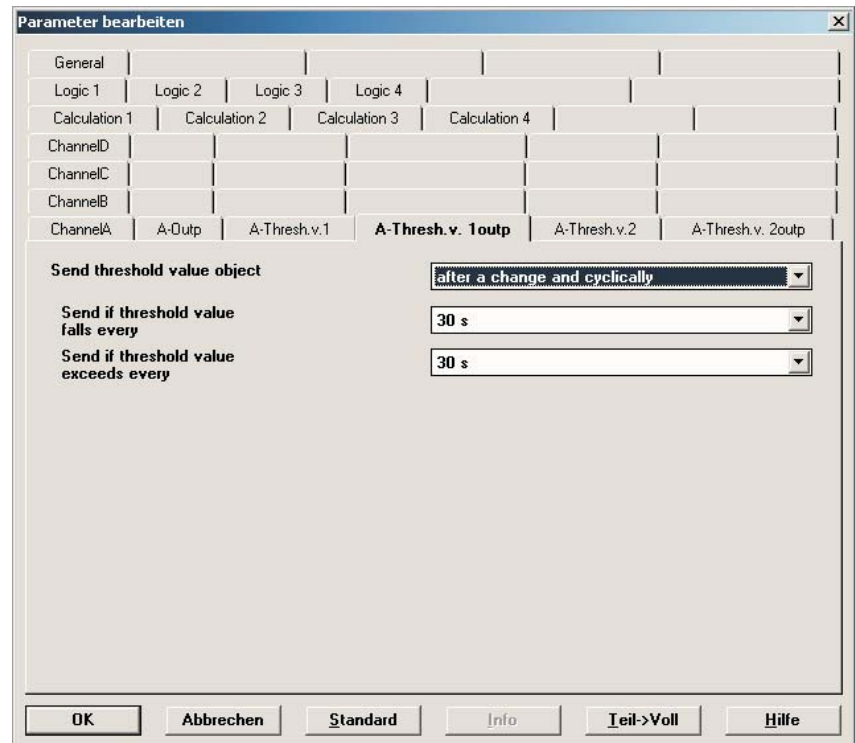 Parameter bearbeiten
General
Logic 1 Logic 2 Logic 3 Logic 4
Calculation 1 Calculation 2 Calculation 3 Calculation 4
ChannelD
ChannelC
ChannelB
ChannelA A-Outp A-Thresh.v.1 A-Thresh.v. 1outp A-Thresh.v.2 A-Thresh.v. 2outp
Send threshold value object after a change and cyclically
Send if threshold value
falls every 30 s
Send if threshold value
exceeds every 30 s
OK Abbrechen Standard Info Teil->Voll Hilfe